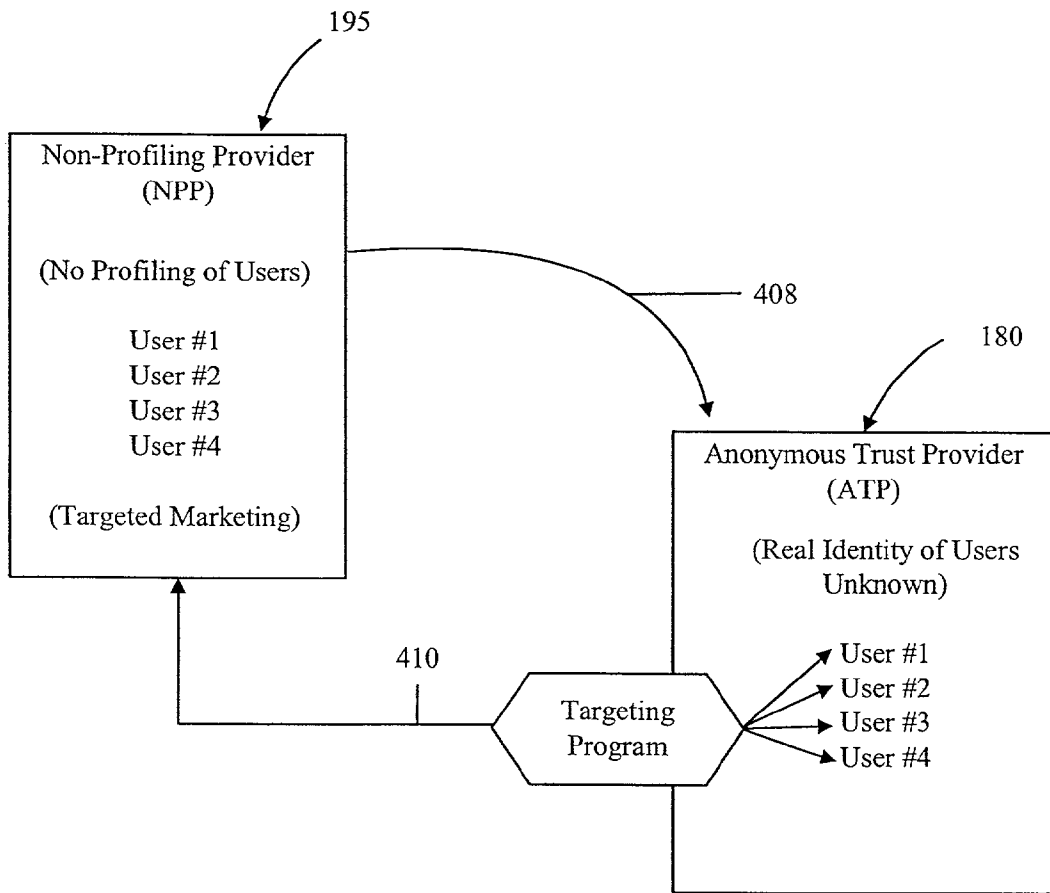 195
Non-Profiling Provider
(NPP)
(No Profiling of Users)
User #1
User #2
User #3
User #4
(Targeted Marketing)
408
180
Anonymous Trust Provider
(ATP)
(Real Identity of Users
Unknown)
User #1
User #2
User #3
User #4
410
Targeting
Program